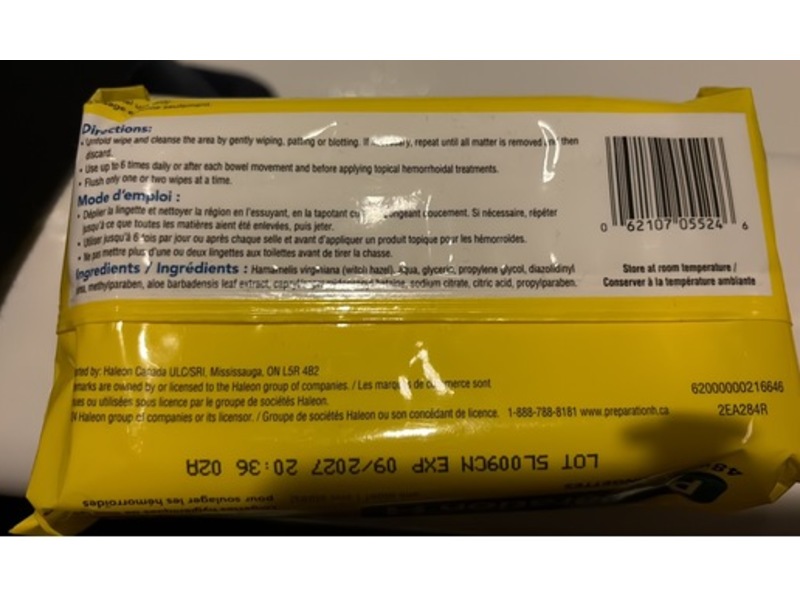 Directions:
• Unfold wipe and cleanse the area by gently wiping, patting or blotting. If necessary, repeat until all matter is removed and then
discard.
• Use up to 6 times daily or after each bowel movement and before applying topical hemorrhoidal treatments.
• Flush only one or two wipes at a time.
Mode d'emploi :
• Déplier la lingette et nettoyer la région en l'essuyant, en la tapotant ou doucement. Si nécessaire, répéter
jusqu'à ce que toutes les matières aient été enlevées, puis jeter.
• Utiliser jusqu'à 6 fois par jour ou après chaque selle et avant d'appliquer un produit topique pour les hémorroïdes.
• Ne pas mettre plus d'une ou deux lingettes aux toilettes avant de tirer la chasse.
Ingredients / Ingrédients : Hamamelis virginiana (witch hazel), aqua, glycerin, propylene glycol, diazolidinyl
urea, methylparaben, aloe barbadensis leaf extract, betaine, sodium citrate, citric acid, propylparaben.
0 62107 05524 6
Store at room temperature /
Conserver à la température ambiante
by: Haleon Canada ULC/SRI, Mississauga, ON L5R 4B2
marks are owned by or licensed to the Haleon group of companies. / Les marques de commerce sont
ou utilisées sous licence par le groupe de sociétés Haleon.
Haleon group of companies or its licensor. / Groupe de sociétés Haleon ou son concédant de licence. 1-888-788-8181 www.preparationh.ca
62000000216646
2EA284R
LOT SL009CN EXP 09/2027 20:36 02A
pour soulager les hémorroïdes